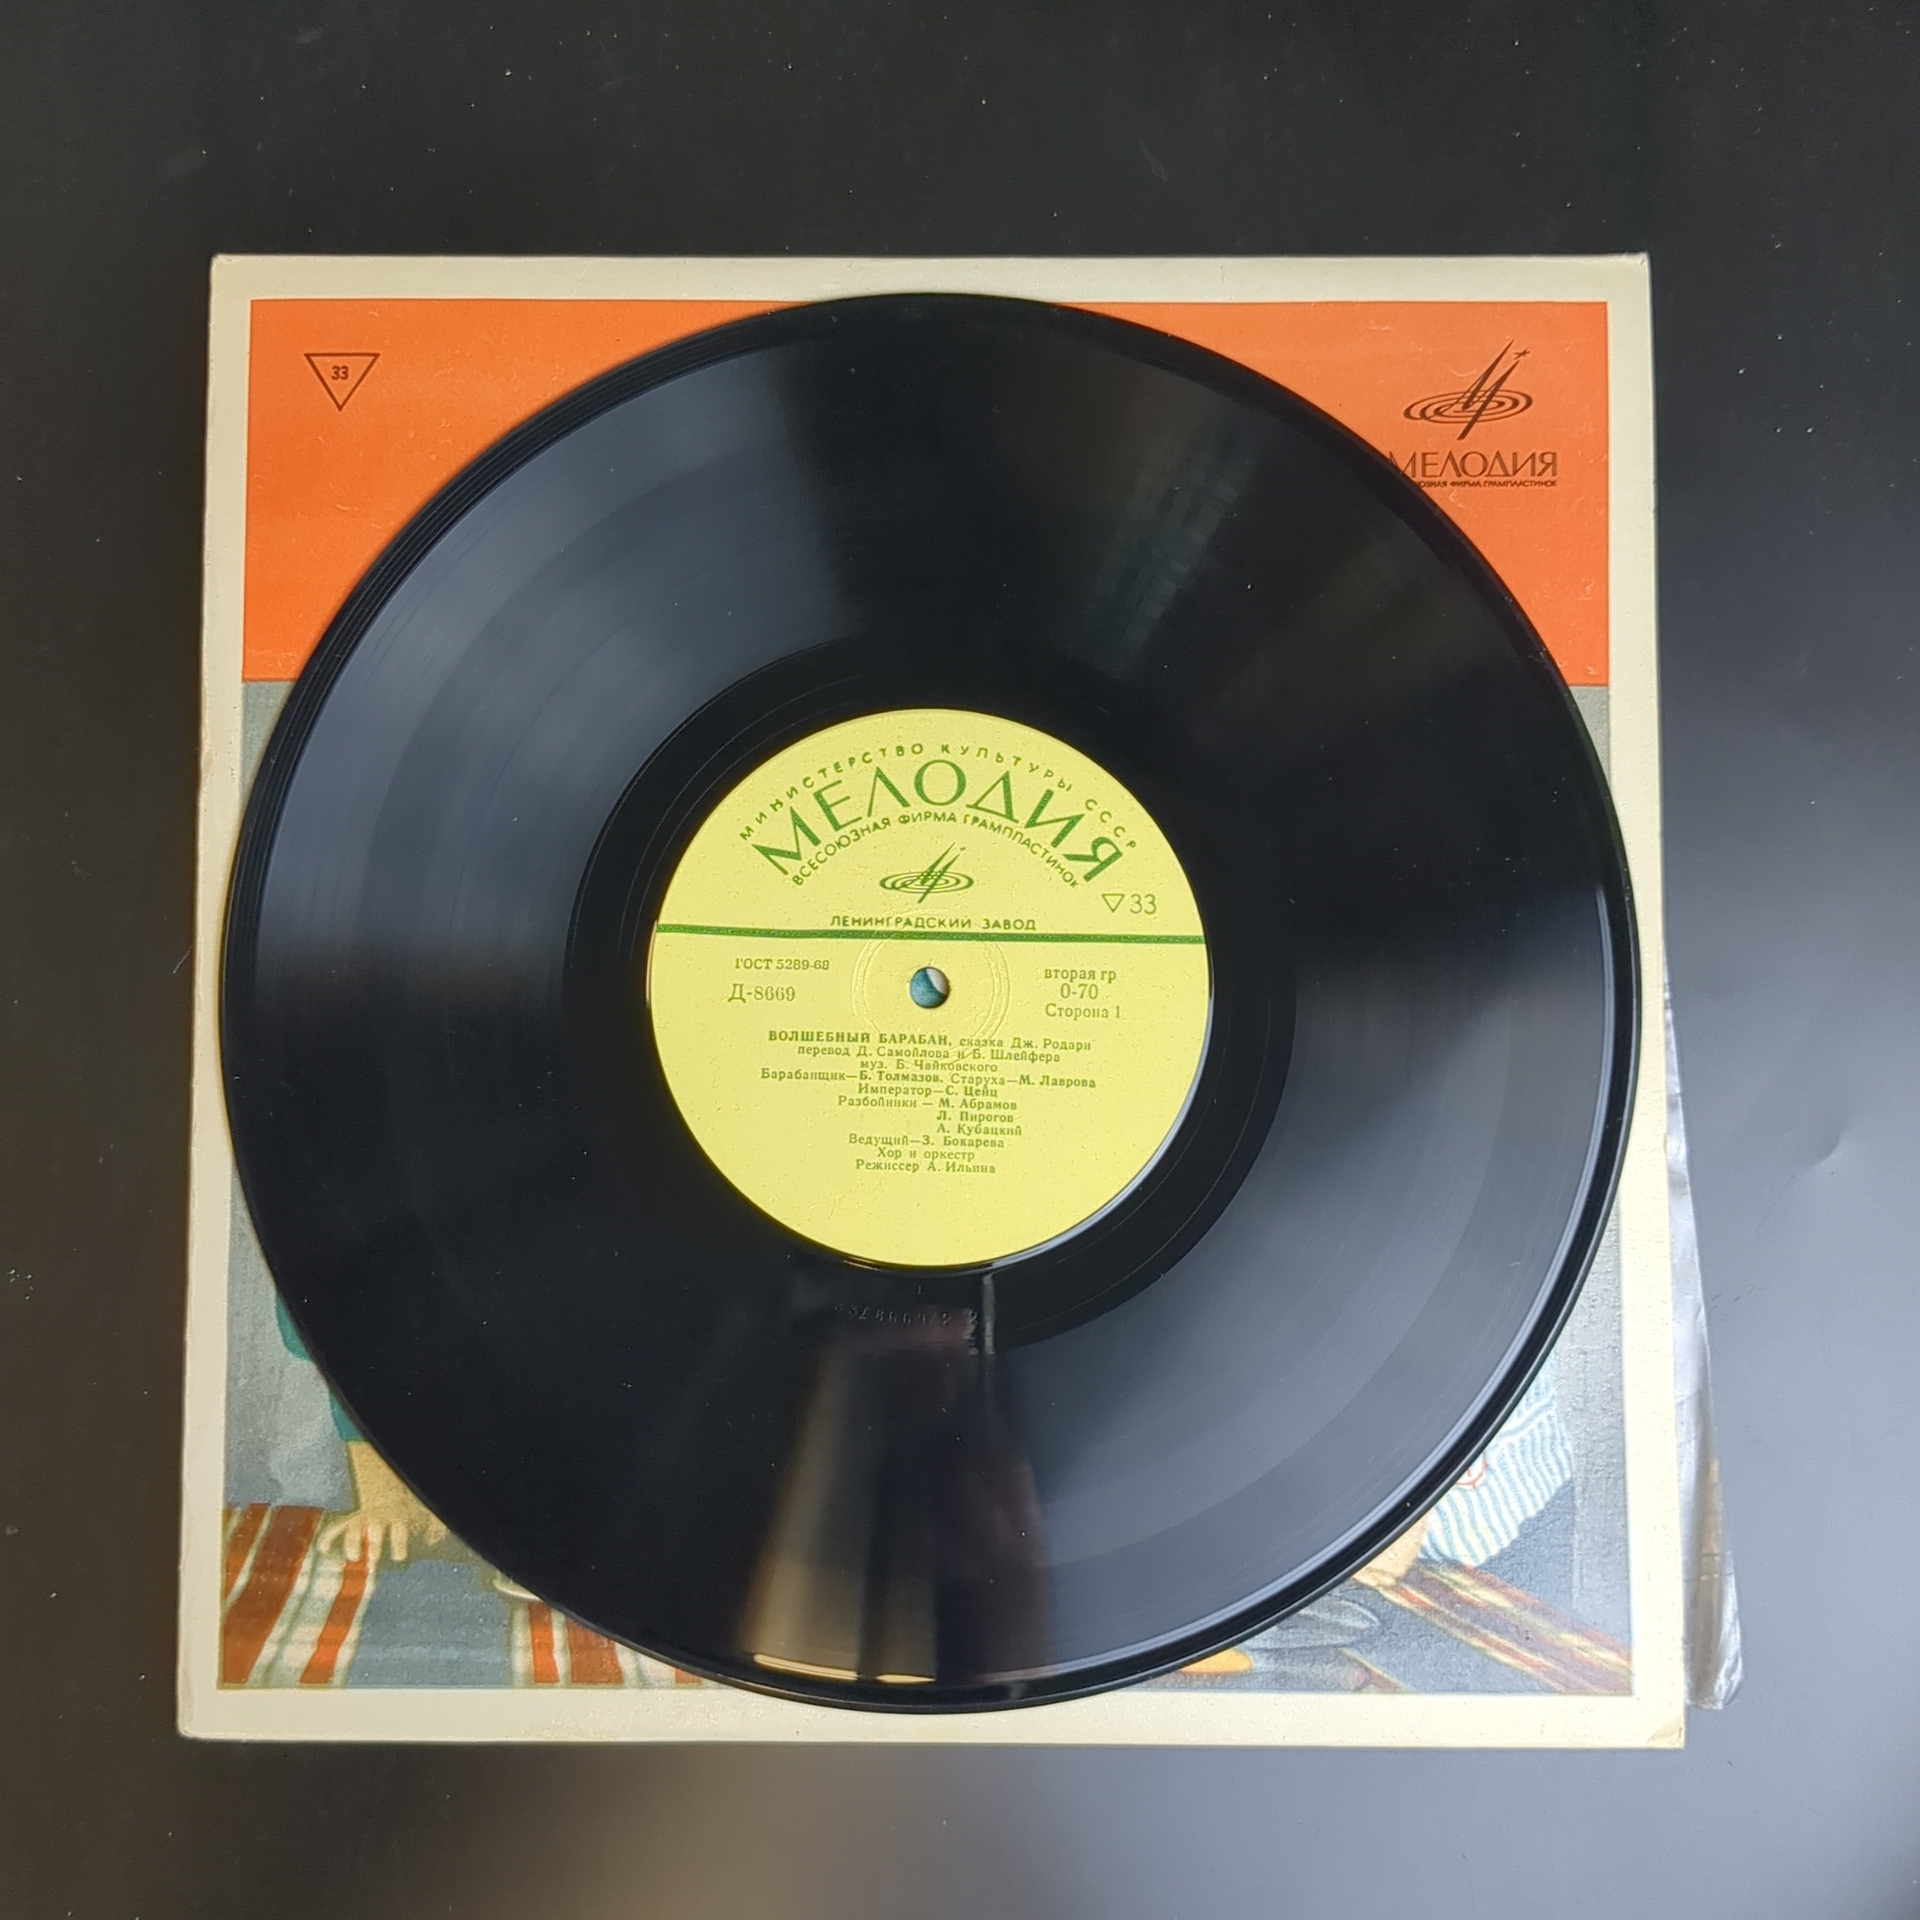 33
МЕЛОДИЯ
ФИРМА ГРАМПЛАСТИНОК
МИНИСТЕРСТВО КУЛЬТУРЫ СССР
МЕЛОДИЯ
ВСЕСОЮЗНАЯ ФИРМА ГРАМПЛАСТИНОК
33
ЛЕНИНГРАДСКИЙ ЗАВОД
ГОСТ 5289-68
вторая гр
Д-8669
0-70
Сторона 1
ВОЛШЕБНЫЙ БАРАБАН, сказка Дж. Родари
перевод Д. Самойлова и Б. Шлейфера
муз. Б. Чайковского
Барабанщик—Б. Толмазов. Старуха—М. Лаврова
Император—С. Цейц
Разбойники — М. Абрамов
Л. Пирогов
А. Кубацкий
Ведущий—З. Бокарева
Хор и оркестр
Режиссер А. Ильина